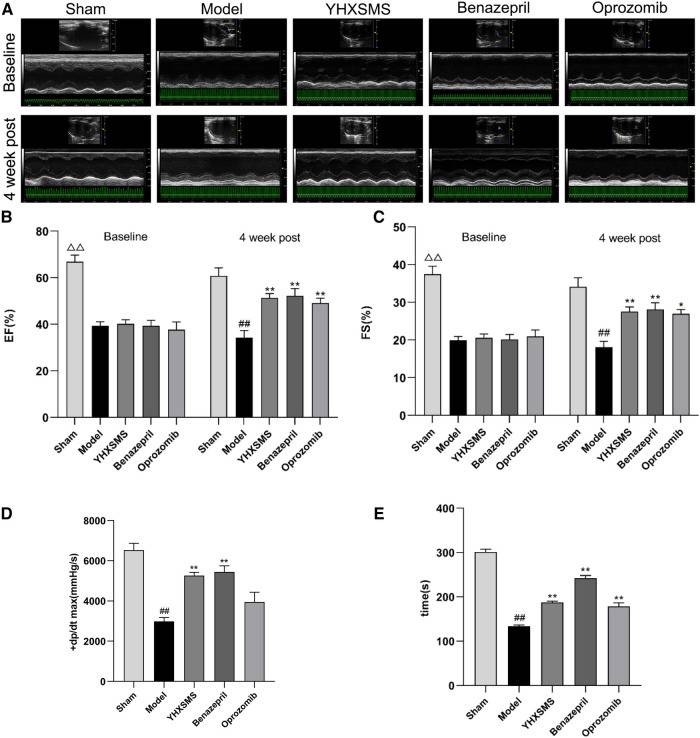 A
Sham Model YHXSMS Benazepril Oprozomib
Baseline
4 week post
B
Baseline 4 week post
EF(%)
80
60
40
20
0
△△
##
**
**
**
Sham Model YHXSMS Benazepril Oprozomib Sham Model YHXSMS Benazepril Oprozomib
C
Baseline 4 week post
FS(%)
50
40
30
20
10
0
△△
##
**
**
*
Sham Model YHXSMS Benazepril Oprozomib Sham Model YHXSMS Benazepril Oprozomib
D
+dp/dt max(mmHg/s)
8000
6000
4000
2000
0
##
**
**
Sham Model YHXSMS Benazepril Oprozomib
E
time(s)
400
300
200
100
0
##
**
**
**
Sham Model YHXSMS Benazepril Oprozomib